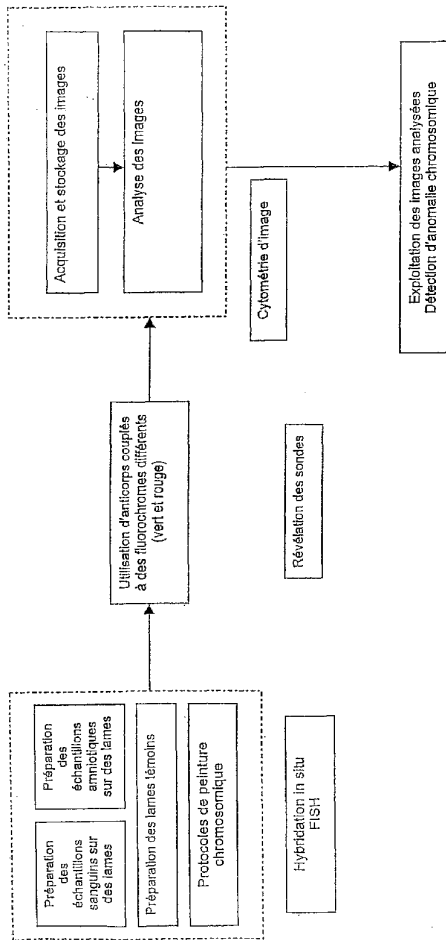 Préparation
des
échantillons
sanguins sur
des lames
Préparation
des
échantillons
amniotiques
sur des lames
Préparation des lames témoins
Protocoles de peinture
chromosomique
Hybridation in situ
FISH
Utilisation d'anticorps couplés
à des fluorochromes différents
(vert et rouge)
Révélation des sondes
Acquisition et stockage des images
Analyse des images
Cytométrie d'image
Exploitation des images analysées
Détection d'anomalie chromosomique